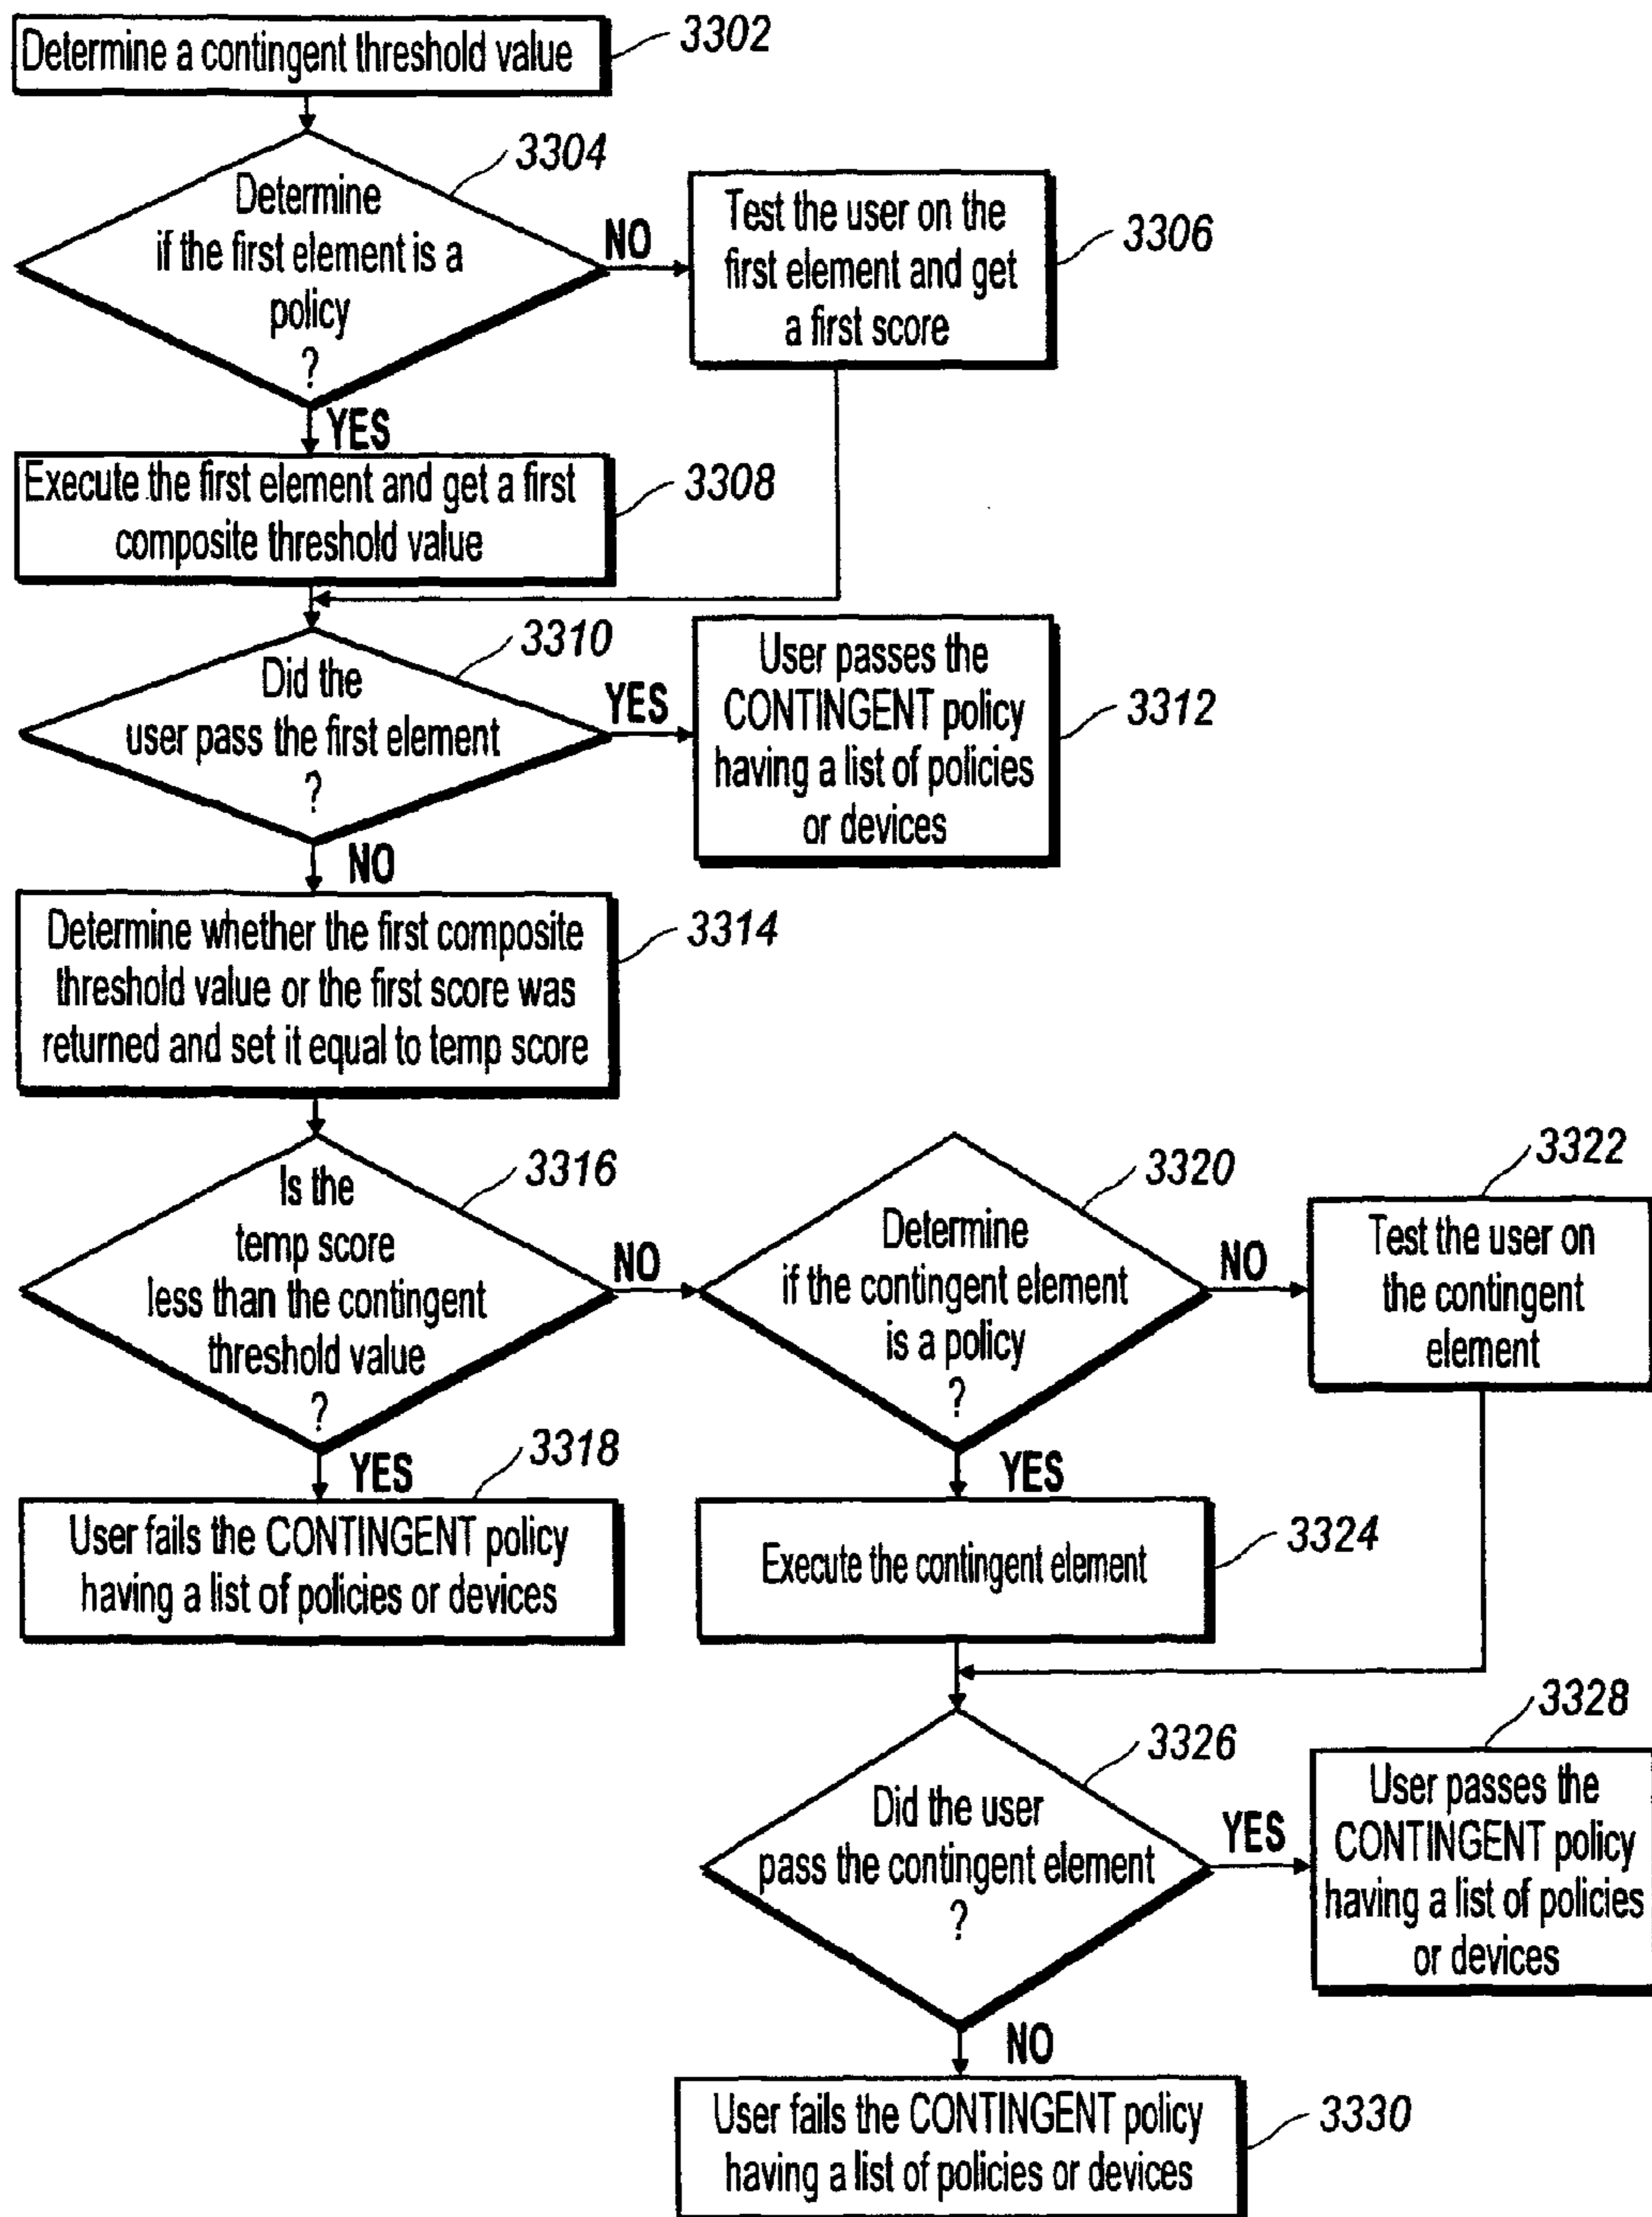 Determine a contingent threshold value
3302
3304
Determine
if the first element is a
policy
?
NO
YES
Test the user on the
first element and get
a first score
3306
Execute the first element and get a first
composite threshold value
3308
3310
Did the
user pass the first element
?
YES
NO
User passes the
CONTINGENT policy
having a list of policies
or devices
3312
Determine whether the first composite
threshold value or the first score was
returned and set it equal to temp score
3314
3316
Is the
temp score
less than the contingent
threshold value
?
NO
YES
3318
User fails the CONTINGENT policy
having a list of policies or devices
3320
Determine
if the contingent element
is a policy
?
NO
YES
3322
Test the user on
the contingent
element
Execute the contingent element
3324
3326
Did the user
pass the contingent element
?
YES
NO
3328
User passes the
CONTINGENT policy
having a list of policies
or devices
User fails the CONTINGENT policy
having a list of policies or devices
3330